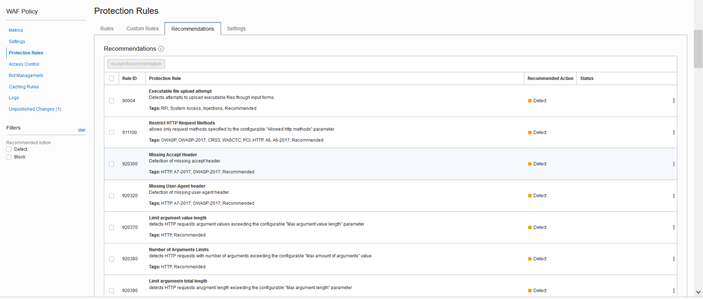 WAF Policy
Metrics
Settings
Protection Rules
Access Control
Bot Management
Caching Rules
Logs
Unpublished Changes (1)
Filters
clear
Recommended Action
Detect
Block
Protection Rules
Rules
Custom Rules
Recommendations
Settings
Recommendations
Accept Recommendation
Rule ID
Protection Rule
Recommended Action
Status
90004
Executable file upload attempt
Detects attempts to upload executable files though input forms
Tags: RFI, System Access, Injections, Recommended
Detect
911100
Restrict HTTP Request Methods
allows only request methods specified by the configurable "Allowed http methods" parameter
Tags: OWASP, OWASP-2017, CRS3, WASCTC, PCI, HTTP, A6, A6-2017, Recommended
Detect
920300
Missing Accept Header
Detection of missing accept header.
Tags: HTTP, A7-2017, OWASP-2017, Recommended
Detect
920320
Missing User-Agent header
Detection of missing user-agent header
Tags: HTTP, A7-2017, OWASP-2017, Recommended
Detect
920370
Limit argument value length
detects HTTP requests argument values exceeding the configurable "Max argument value length" parameter
Tags: HTTP, Recommended
Detect
920380
Number of Arguments Limits
detects HTTP requests with number of arguments exceeding the configurable "Max amount of arguments" value
Tags: HTTP, Recommended
Detect
920390
Limit arguments total length
detects HTTP requests arugment length exceeding the configurable "Max argument length" parameter
Detect